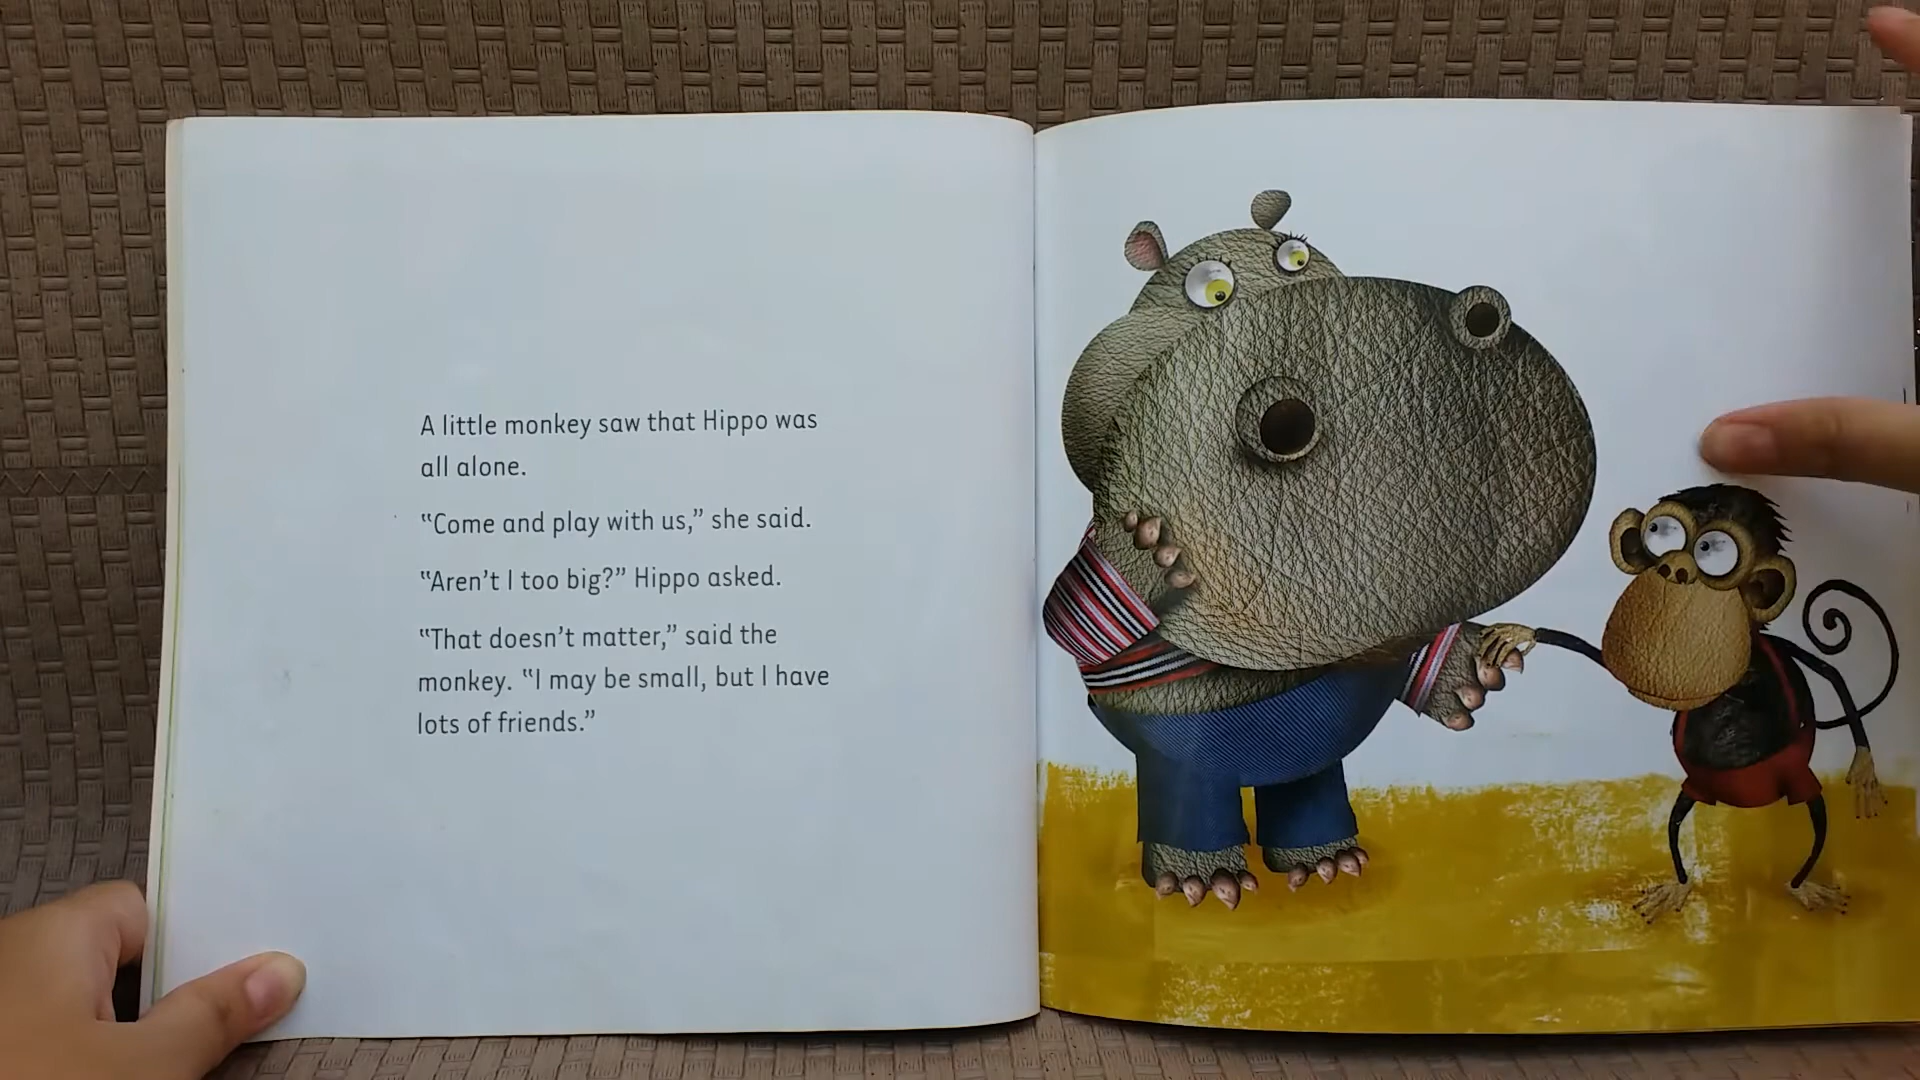 A little monkey saw that Hippo was
all alone.
“Come and play with us,” she said.
“Aren’t I too big?” Hippo asked.
“That doesn’t matter,” said the
monkey. “I may be small, but I have
lots of friends.”